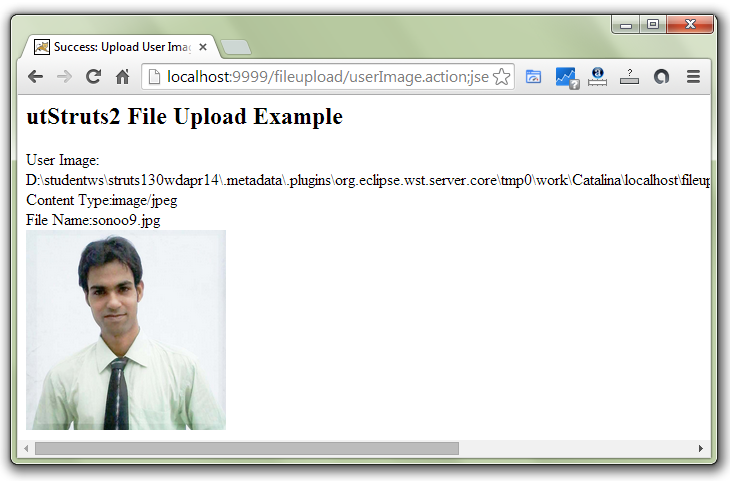 Success: Upload User Imag
localhost:9999/fileupload/userImage.action;jse
utStruts2 File Upload Example
User Image:
D:\studentws\struts130wdapr14\.metadata\.plugins\org.eclipse.wst.server.core\tmp0\work\Catalina\localhost\fileup
Content Type:image/jpeg
File Name:sonoo9.jpg